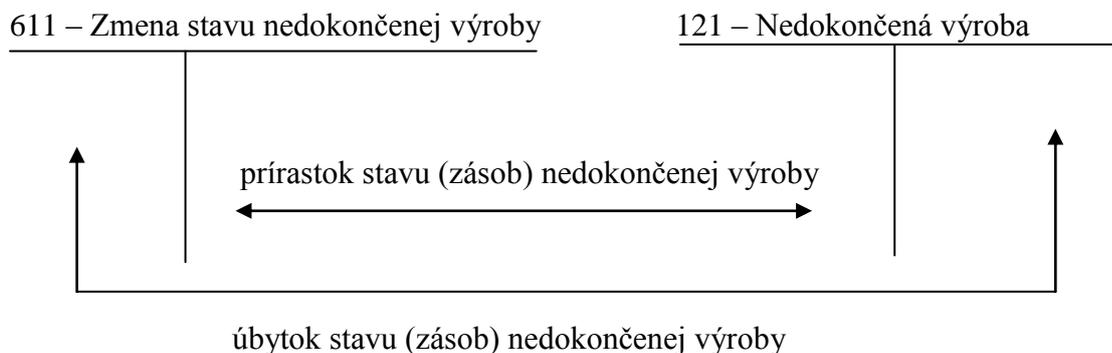 611 – Zmena stavu nedokončenej výroby
121 – Nedokončená výroba
prírastok stavu (zásob) nedokončenej výroby
úbytok stavu (zásob) nedokončenej výroby